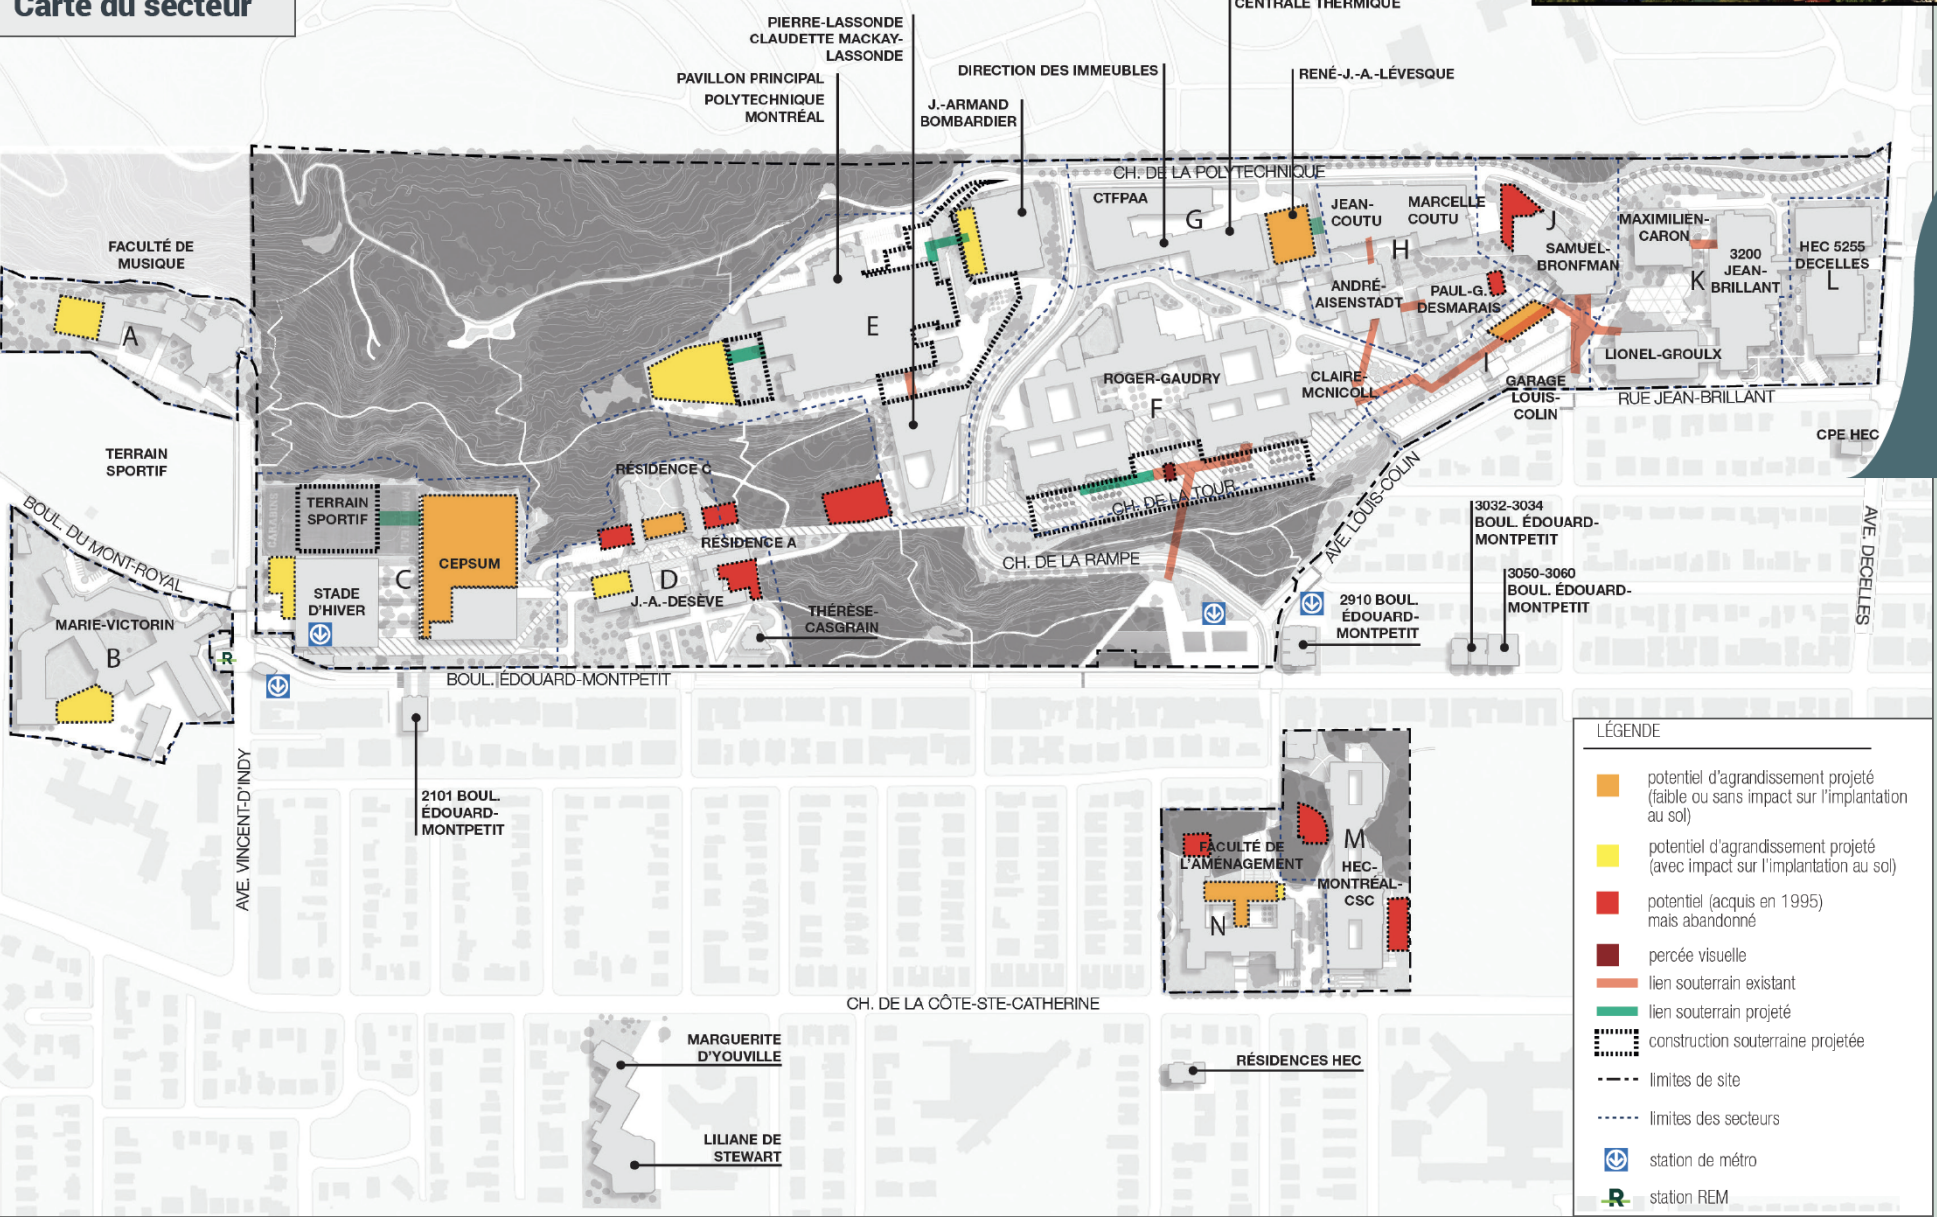 Carte du secteur
CENTRALE THERMIQUE
PIERRE-LASSONDE
CLAUDETTE MACKAY-
LASSONDE
PAVILLON PRINCIPAL
POLYTECHNIQUE
MONTRÉAL
DIRECTION DES IMMEUBLES
RENÉ-J.-A.-LÉVESQUE
J.-ARMAND
BOMBARDIER
CH. DE LA POLYTECHNIQUE
CTFPAA
G
JEAN-
COUTU
MARCELLE
COUTU
H
J
SAMUEL-
BRONFMAN
MAXIMILIEN-
CARON
K
3200
JEAN-
BRILLANT
HEC 5255
DECELLES
L
FACULTÉ DE
MUSIQUE
A
E
ANDRÉ-
AISENSTADT
PAUL-G.
DESMARAIS
I
LIONEL-GROULX
ROGER-GAUDRY
F
CLAIRE-
MCNICOLL
GARAGE
LOUIS-
COLIN
RUE JEAN-BRILLANT
CPE HEC
TERRAIN
SPORTIF
BOUL. DU MONT-ROYAL
RÉSIDENCE C
CARABINS
TERRAIN
SPORTIF
CEPSUM
C
STADE
D'HIVER
RÉSIDENCE A
D
J.-A.-DESÈVE
THÉRÈSE-
CASGRAIN
CH. DE LA TOUR
CH. DE LA RAMPE
AVE. LOUIS-COLIN
3032-3034
BOUL. ÉDOUARD-
MONTPETIT
3050-3060
BOUL. ÉDOUARD-
MONTPETIT
2910 BOUL.
ÉDOUARD-
MONTPETIT
AVE. DECELLES
MARIE-VICTORIN
B
R
BOUL. ÉDOUARD-MONTPETIT
AVE. VINCENT-D'INDY
2101 BOUL.
ÉDOUARD-
MONTPETIT
FACULTÉ DE
L'AMÉNAGEMENT
N
M
HEC-
MONTRÉAL-
CSC
CH. DE LA CÔTE-STE-CATHERINE
MARGUERITE
D'YOUVILLE
LILIANE DE
STEWART
RÉSIDENCES HEC
LÉGENDE
potentiel d'agrandissement projeté
(faible ou sans impact sur l'implantation
au sol)
potentiel d'agrandissement projeté
(avec impact sur l'implantation au sol)
potentiel (acquis en 1995)
mais abandonné
percée visuelle
lien souterrain existant
lien souterrain projeté
construction souterraine projetée
limites de site
limites des secteurs
station de métro
R
station REM